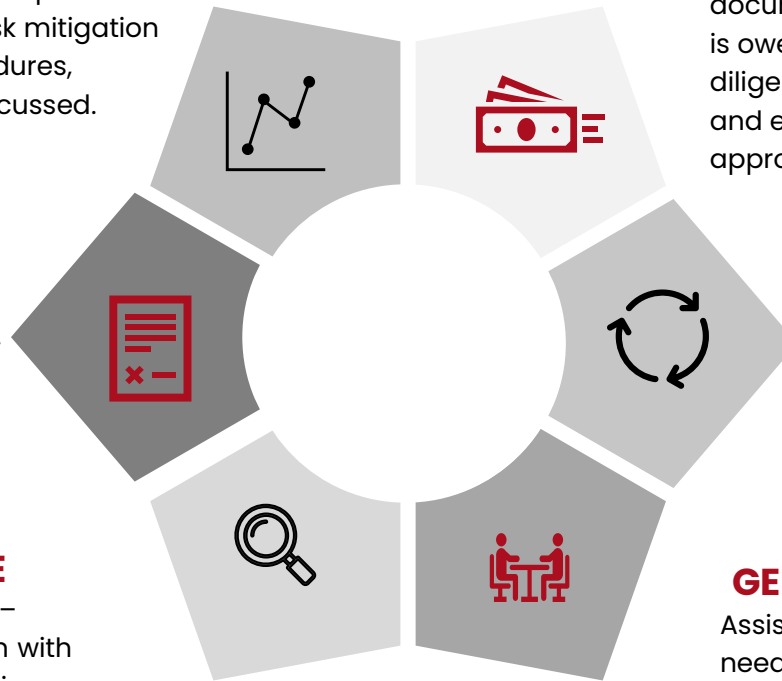 sk mitigation
dures,
cussed.
docu
is owe
dilige
and e
appro
E
–
n with
GE
Assis
need